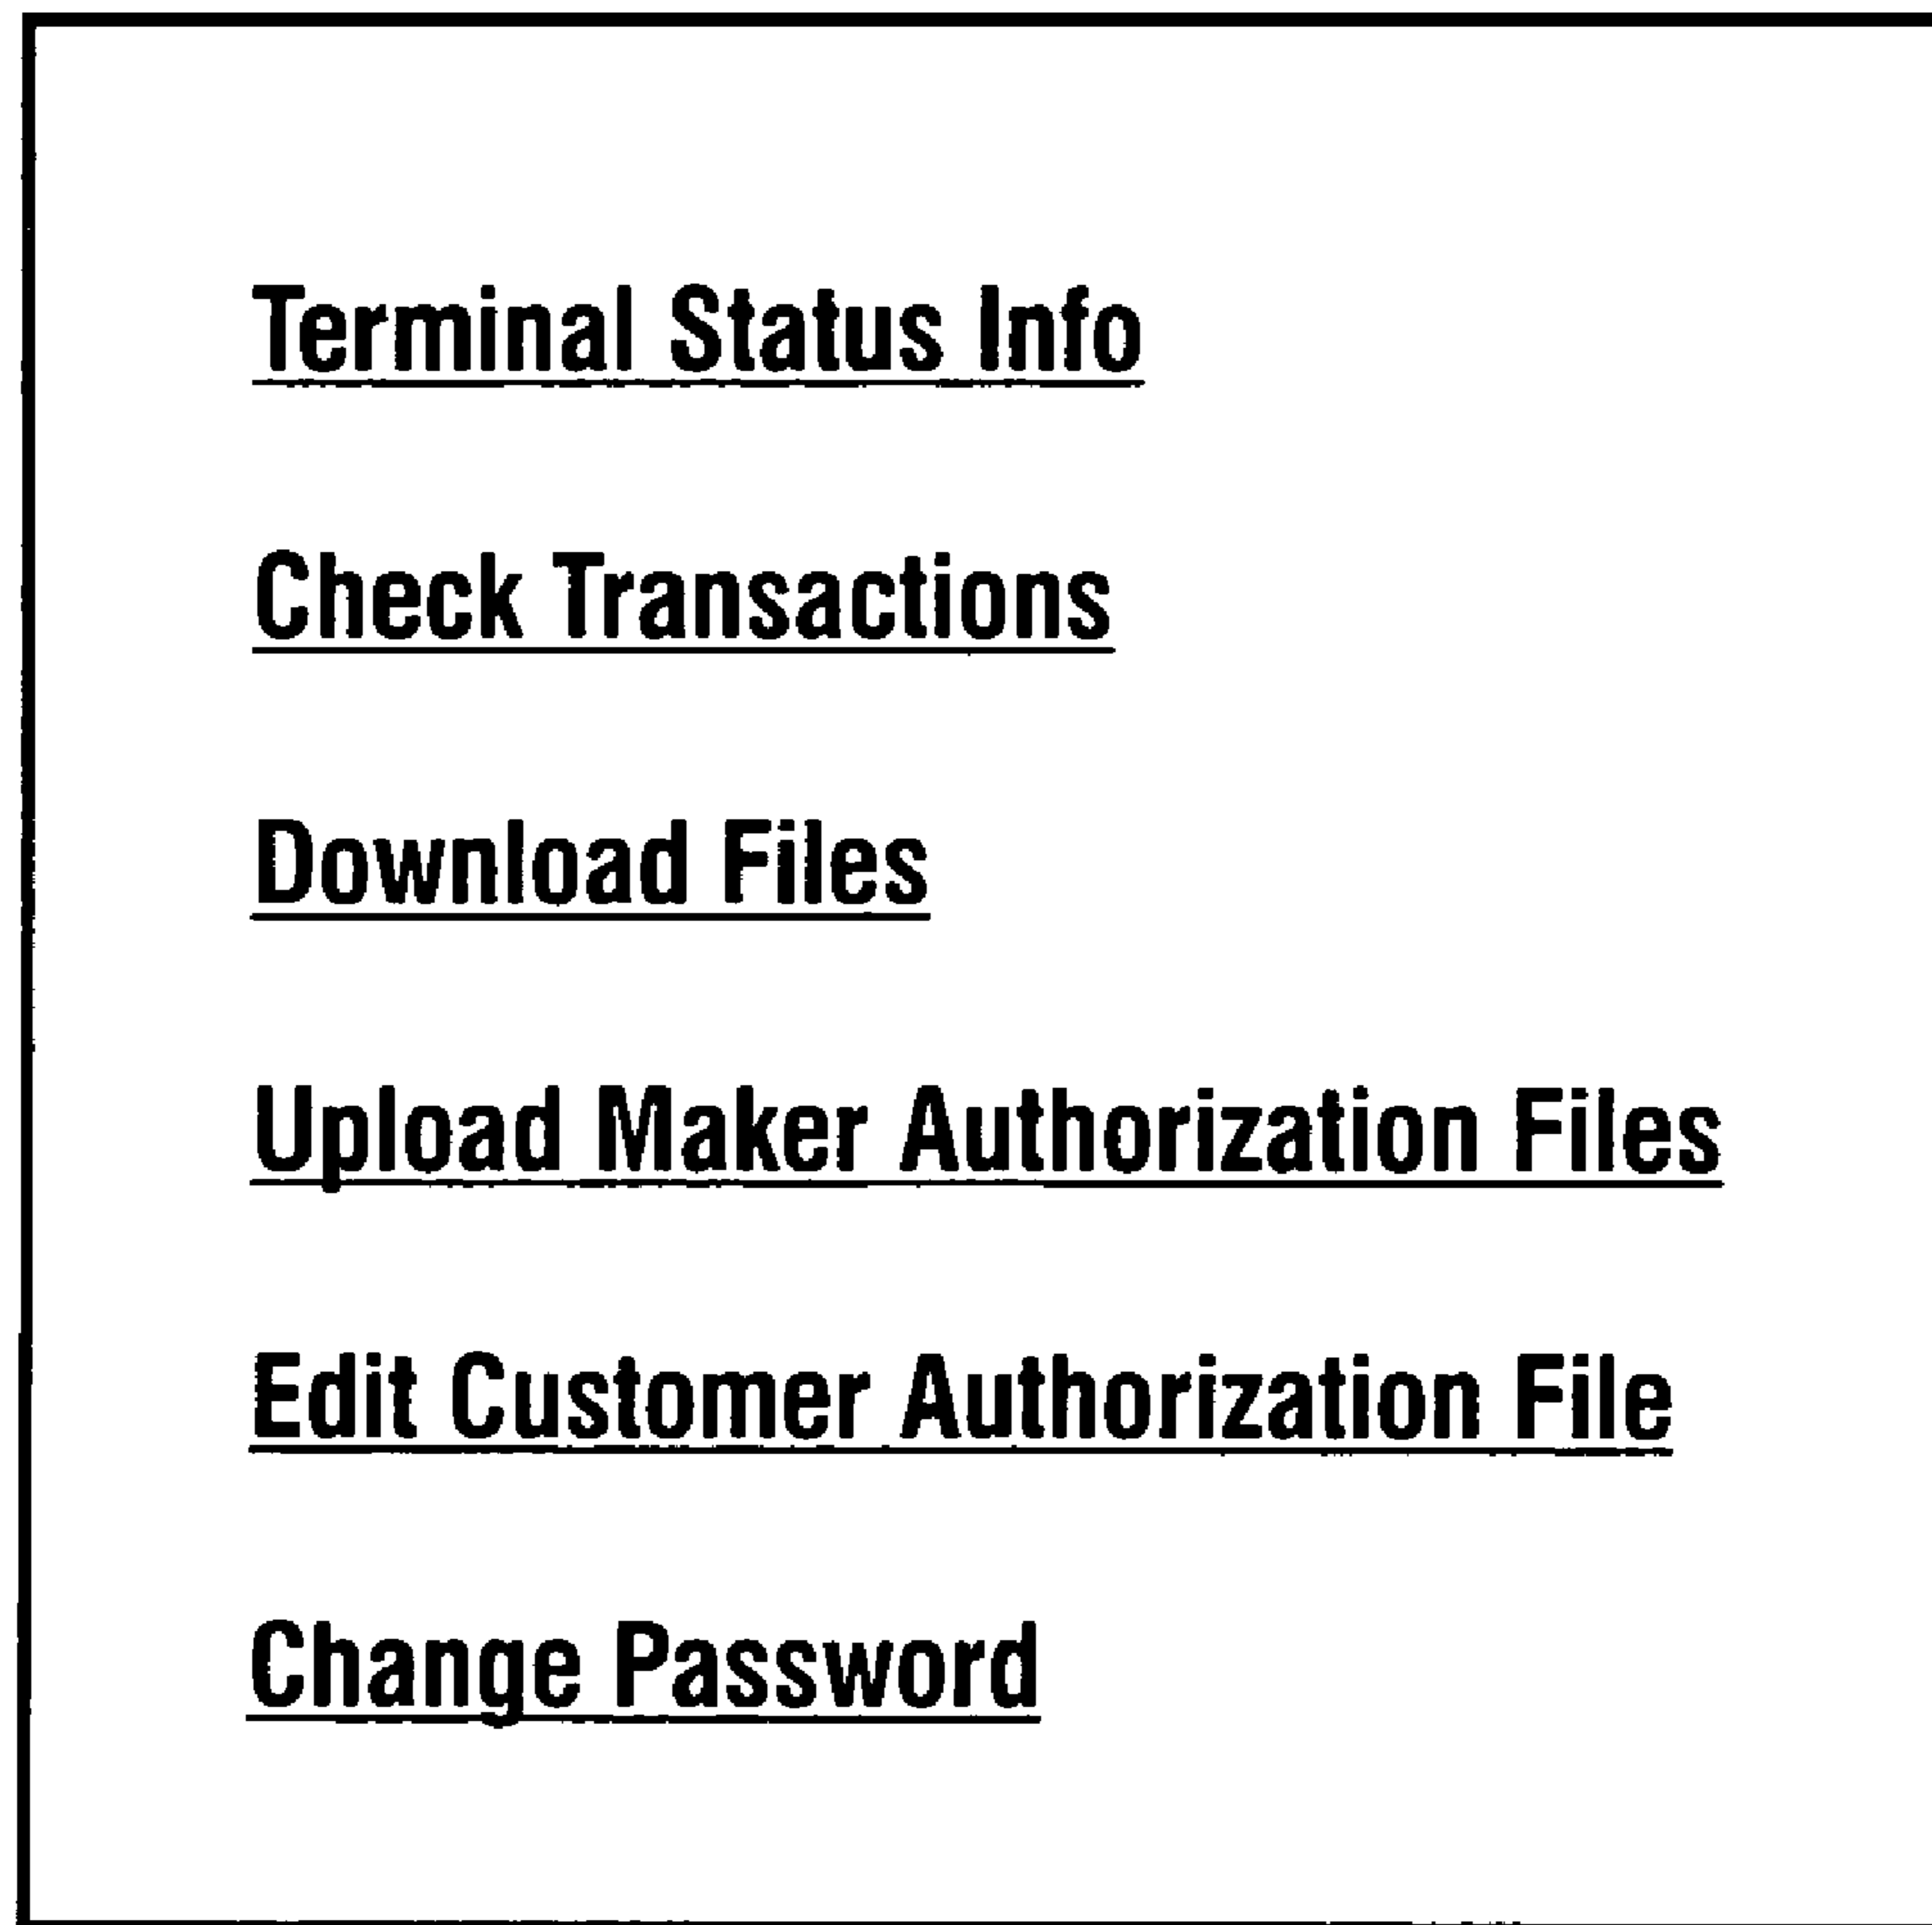 Terminal Status Info
Check Transactions
Download Files
Upload Maker Authorization Files
Edit Customer Authorization File
Change Password